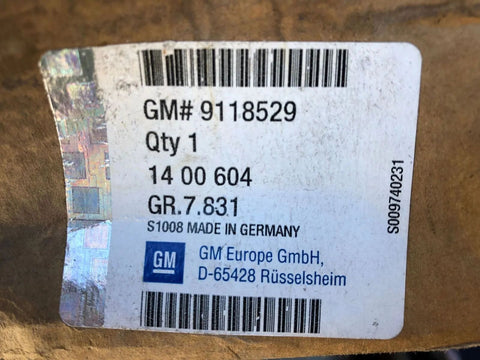 GM# 9118529
Qty 1
14 00 604
GR.7.831
S1008 MADE IN GERMANY
GM
GM Europe GmbH,
D-65428 Rüsselsheim
S009740231